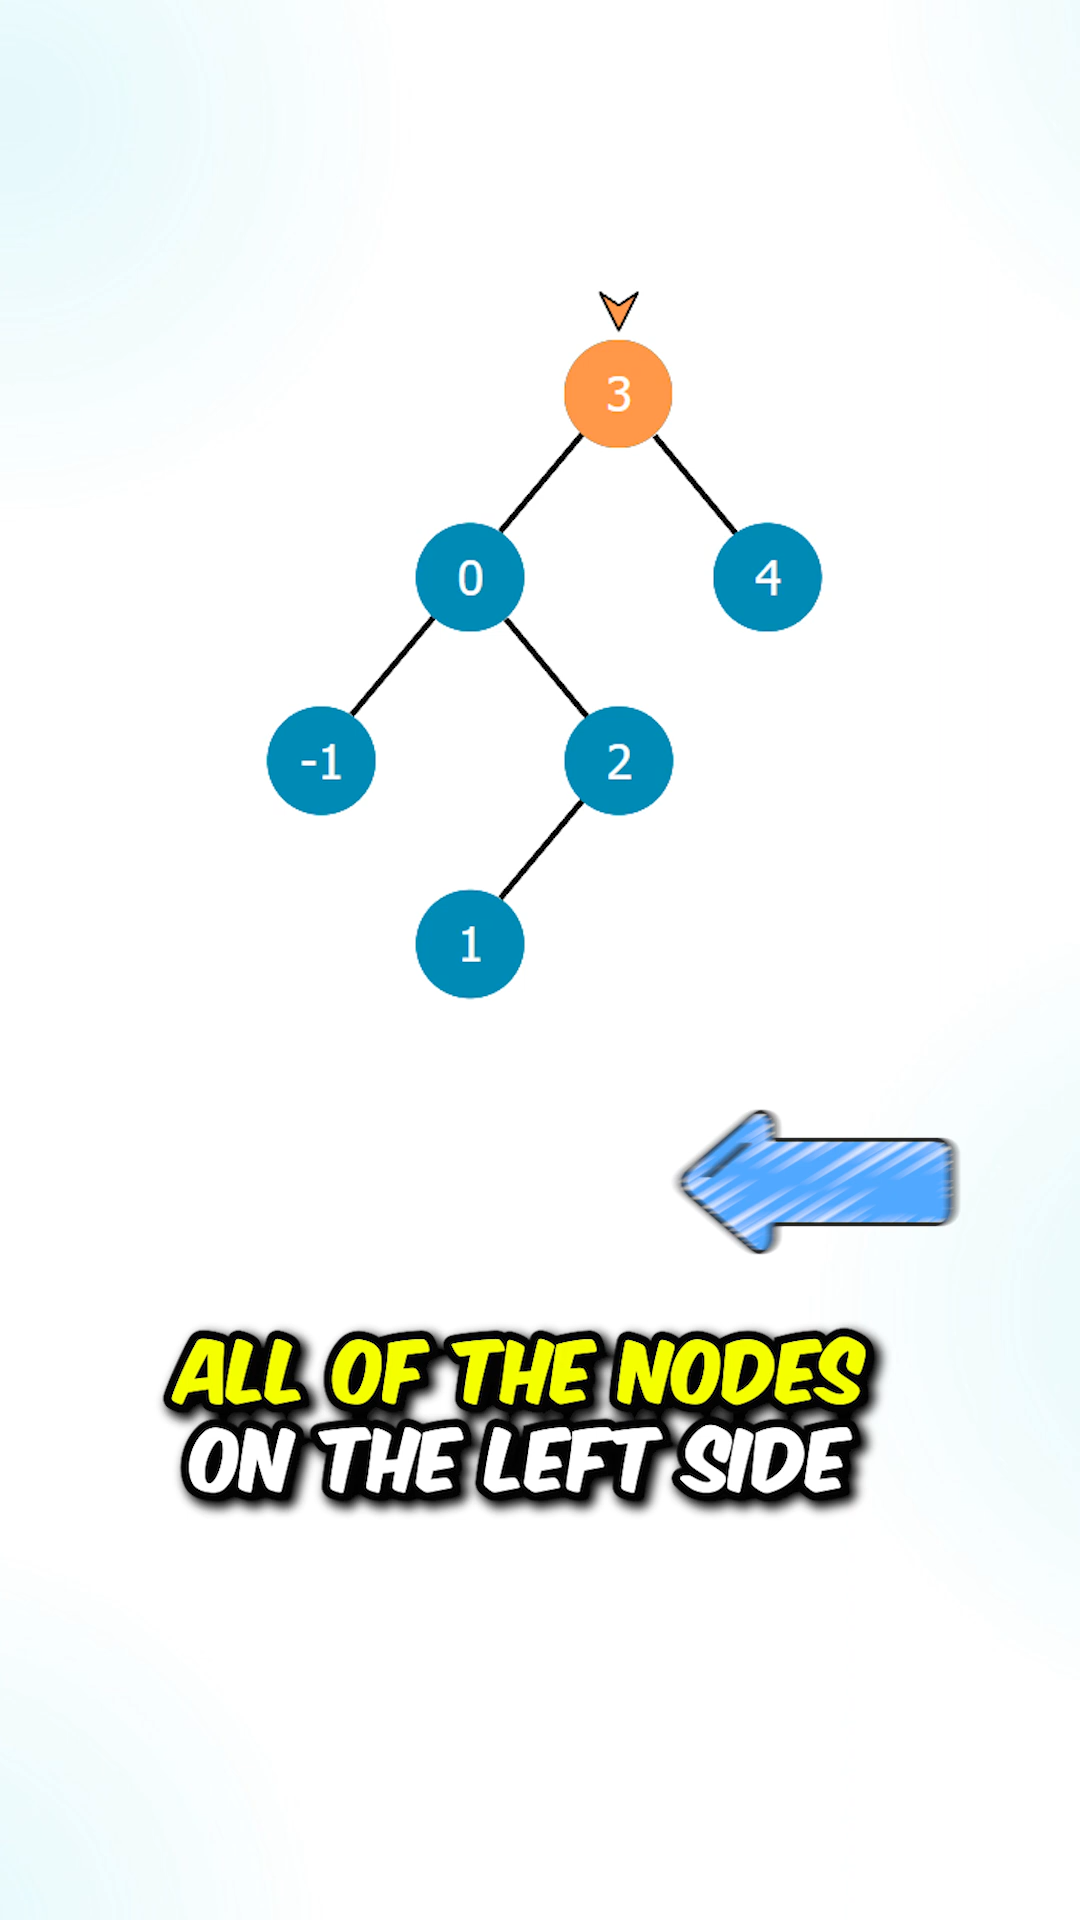 3
0 4
-1 2
1
ALL OF THE NODES
ON THE LEFT SIDE